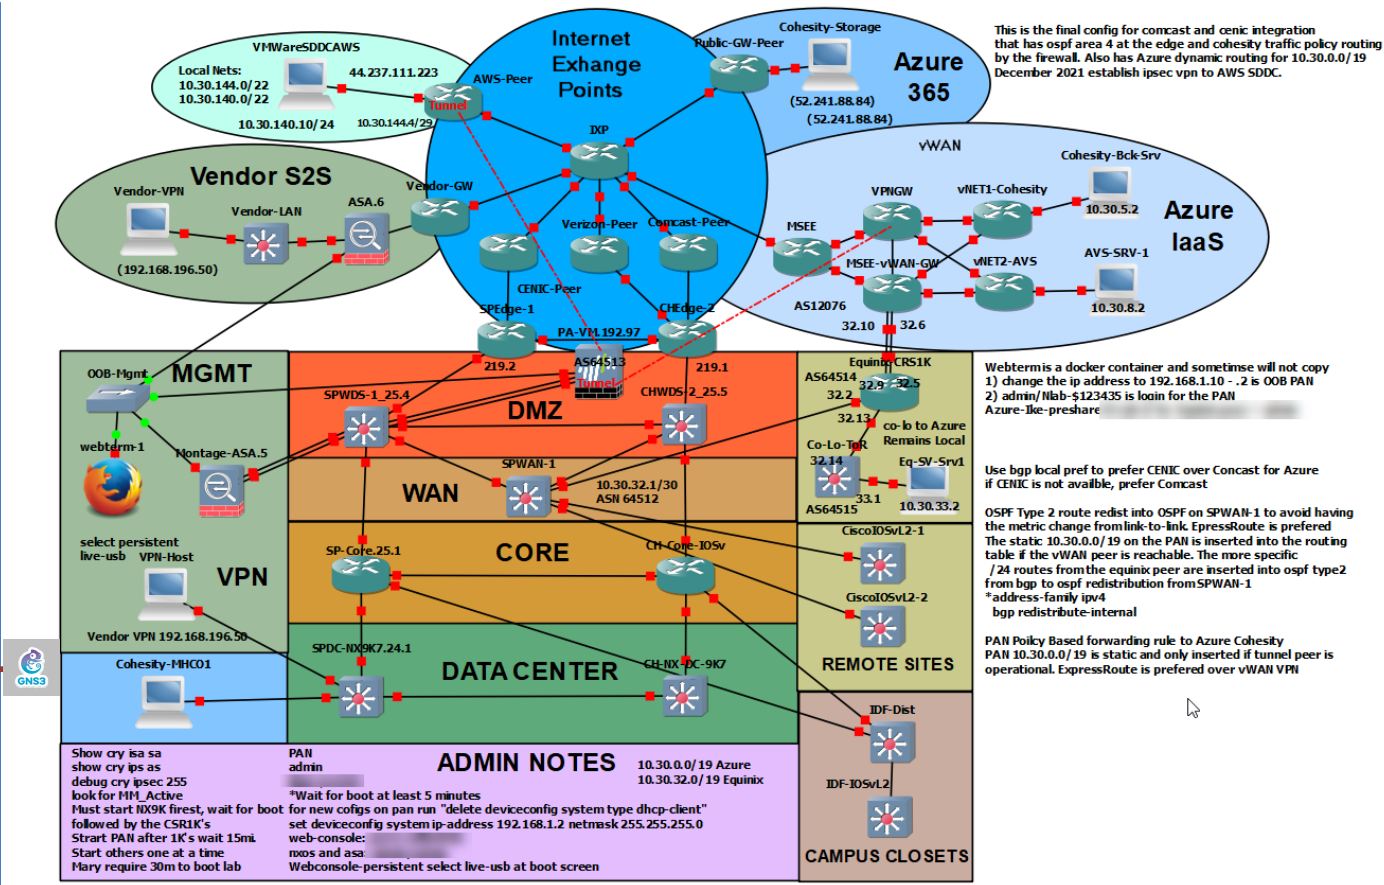 Internet
Exhange
Points
VMWareSDDCAWS
Local Nets:
10.30.144.0/22
10.30.140.0/22
44.237.111.223
AWS-Peer
Tunnel
10.30.140.10/24
10.30.144.4/29
Public-GW-Peer
Cohesity-Storage
Azure
365
(52.241.88.84)
(52.241.88.84)
This is the final config for comcast and cenic integration
that has ospf area 4 at the edge and cohesity traffic policy routing
by the firewall. Also has Azure dynamic routing for 10.30.0.0/19
December 2021 establish ipsec vpn to AWS SDDC.
IXP
Vendor S2S
Vendor-VPN
Vendor-LAN
ASA.6
Vendor-GW
(192.168.196.50)
Verizon-Peer
Comcast-Peer
CENIC-Peer
vWAN
Cohesity-Bck-Srv
VPNGW
vNET1-Cohesity
10.30.5.2
Azure
IaaS
MSEE
MSEE-vWAN-GW
vNET2-AVS
AVS-SRV-1
AS12076
10.30.8.2
32.10
32.6
SPEdge-1
PA-VM.192.97
CHEdge-2
219.2
AS64513
219.1
Tunnel
MGMT
OOB-Mgmt
webterm-1
Montage-ASA.5
select persistent
live-usb
VPN-Host
VPN
Vendor VPN 192.168.196.50
SPWDS-1_25.4
DMZ
CHWDS-2_25.5
Equinix-CRS1K
AS64514
32.9
32.5
32.2
32.13
co-lo to Azure
Remains Local
Co-Lo-ToR
32.14
Eq-SV-Srv1
33.1
AS64515
10.30.33.2
WAN
SPWAN-1
10.30.32.1/30
ASN 64512
CORE
SP-Core.25.1
CH-Core-IOSv
CiscoIOSvL2-1
CiscoIOSvL2-2
REMOTE SITES
SPDC-NX9K7.24.1
DATA CENTER
CH-NX-DC-9K7
Cohesity-MHCO1
GNS3
IDF-Dist
IDF-IOSvL2
CAMPUS CLOSETS
Webterm is a docker container and sometimse will not copy
1) change the ip address to 192.168.1.10 - .2 is OOB PAN
2) admin/Nlab-$123435 is login for the PAN
Azure-Ike-preshare
Use bgp local pref to prefer CENIC over Concast for Azure
if CENIC is not availble, prefer Comcast
OSPF Type 2 route redist into OSPF on SPWAN-1 to avoid having
the metric change from link-to-link. EpressRoute is prefered
The static 10.30.0.0/19 on the PAN is inserted into the routing
table if the vWAN peer is reachable. The more specific
/24 routes from the equinix peer are inserted into ospf type2
from bgp to ospf redistribution from SPWAN-1
*address-family ipv4
bgp redistribute-internal
PAN Poilcy Based forwarding rule to Azure Cohesity
PAN 10.30.0.0/19 is static and only inserted if tunnel peer is
operational. ExpressRoute is prefered over vWAN VPN
ADMIN NOTES
10.30.0.0/19 Azure
10.30.32.0/19 Equinix
Show cry isa sa
show cry ips as
debug cry ipsec 255
look for MM_Active
Must start NX9K firest, wait for boot
followed by the CSR1K's
Strart PAN after 1K's wait 15mi.
Start others one at a time
Mary require 30m to boot lab
PAN
admin
*Wait for boot at least 5 minutes
for new cofigs on pan run "delete deviceconfig system type dhcp-client"
set deviceconfig system ip-address 192.168.1.2 netmask 255.255.255.0
web-console:
nxos and asa:
Webconsole-persistent select live-usb at boot screen